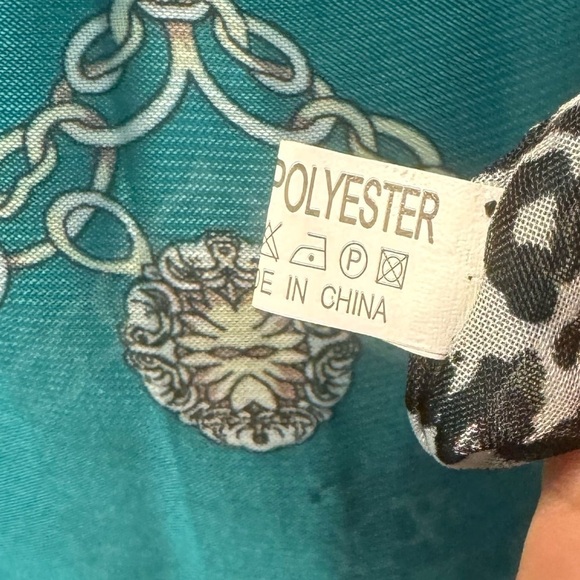 POLYESTER
P
DE IN CHINA